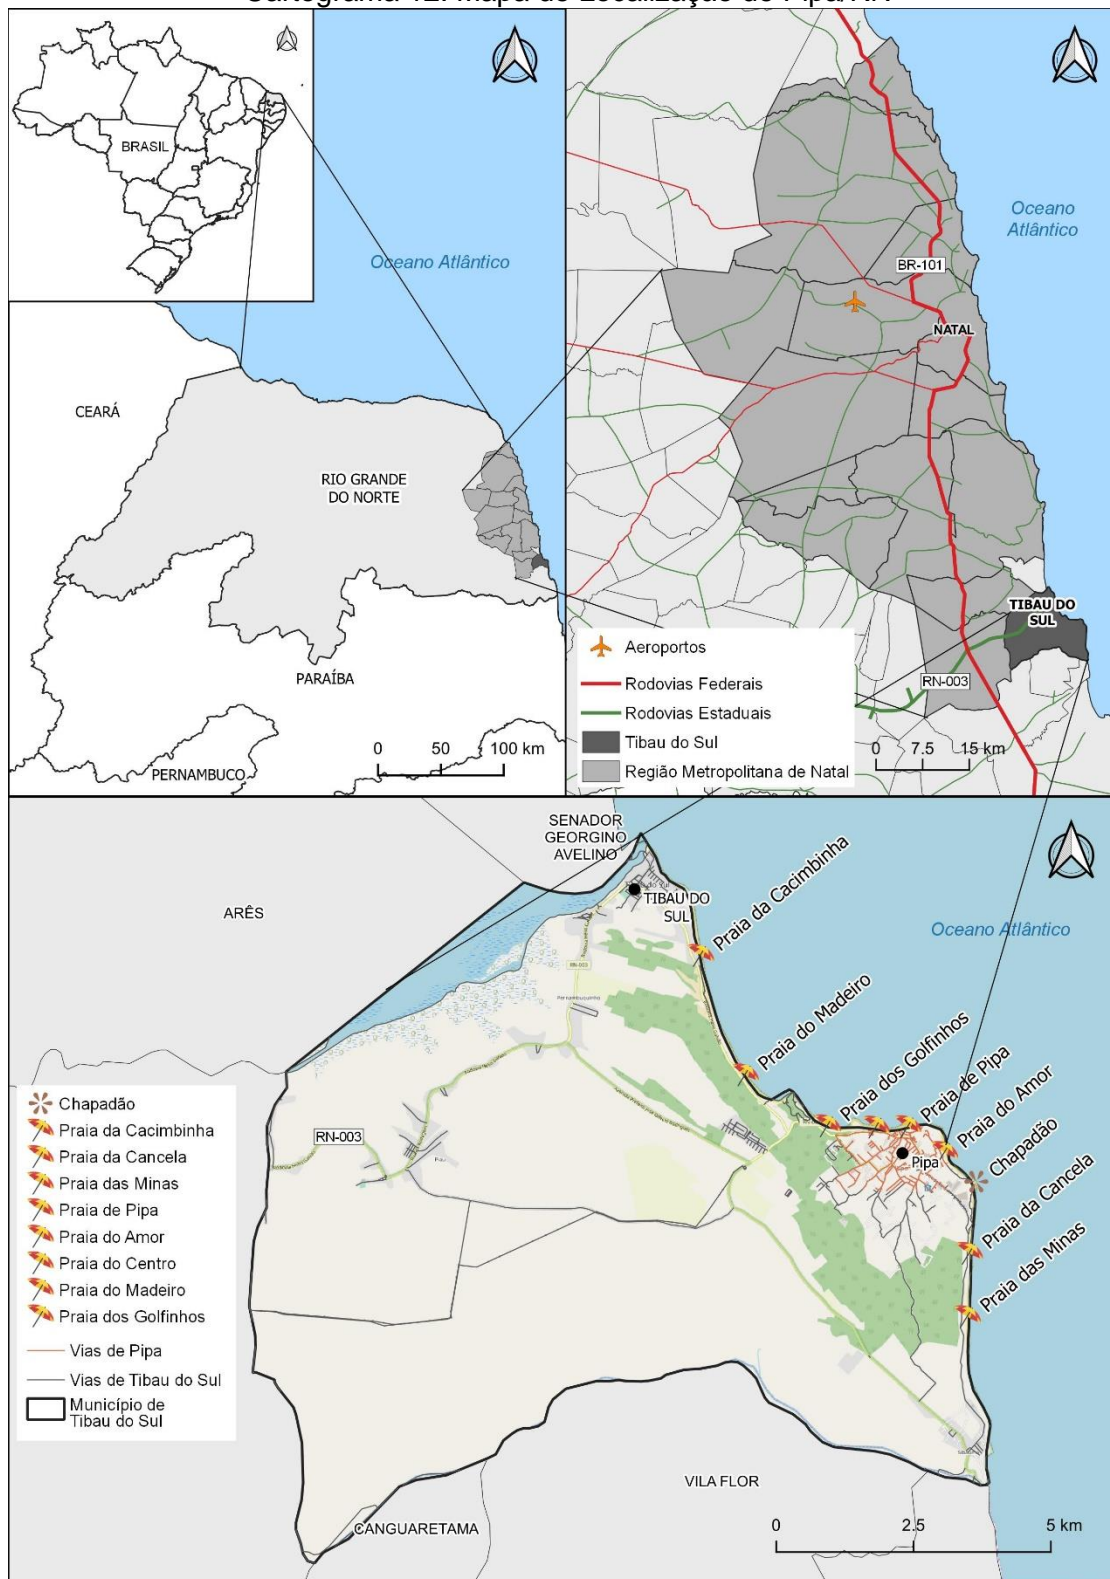 BRASIL
Oceano Atlântico
CEARÁ
RIO GRANDE
DO NORTE
PARAÍBA
PERNAMBUCO
0 50 100 km
Oceano
Atlântico
BR-101
NATAL
TIBAU DO
SUL
RN-003
Aeroportos
Rodovias Federais
Rodovias Estaduais
Tibau do Sul
Região Metropolitana de Natal
0 7.5 15 km
SENADOR
GEORGINO
AVELINO
ARÊS
TIBAU DO
SUL
Praia da Cacimbinha
Oceano Atlântico
RN-003
Pernambuquinho
Praia do Madeiro
Praia dos Golfinhos
Praia de Pipa
Praia do Amor
Pipa
Chapadão
Praia da Cancela
Praia das Minas
RN-003
Piau
Chapadão
Praia da Cacimbinha
Praia da Cancela
Praia das Minas
Praia de Pipa
Praia do Amor
Praia do Centro
Praia do Madeiro
Praia dos Golfinhos
Vias de Pipa
Vias de Tibau do Sul
Município de
Tibau do Sul
VILA FLOR
CANGUARETAMA
0 2.5 5 km